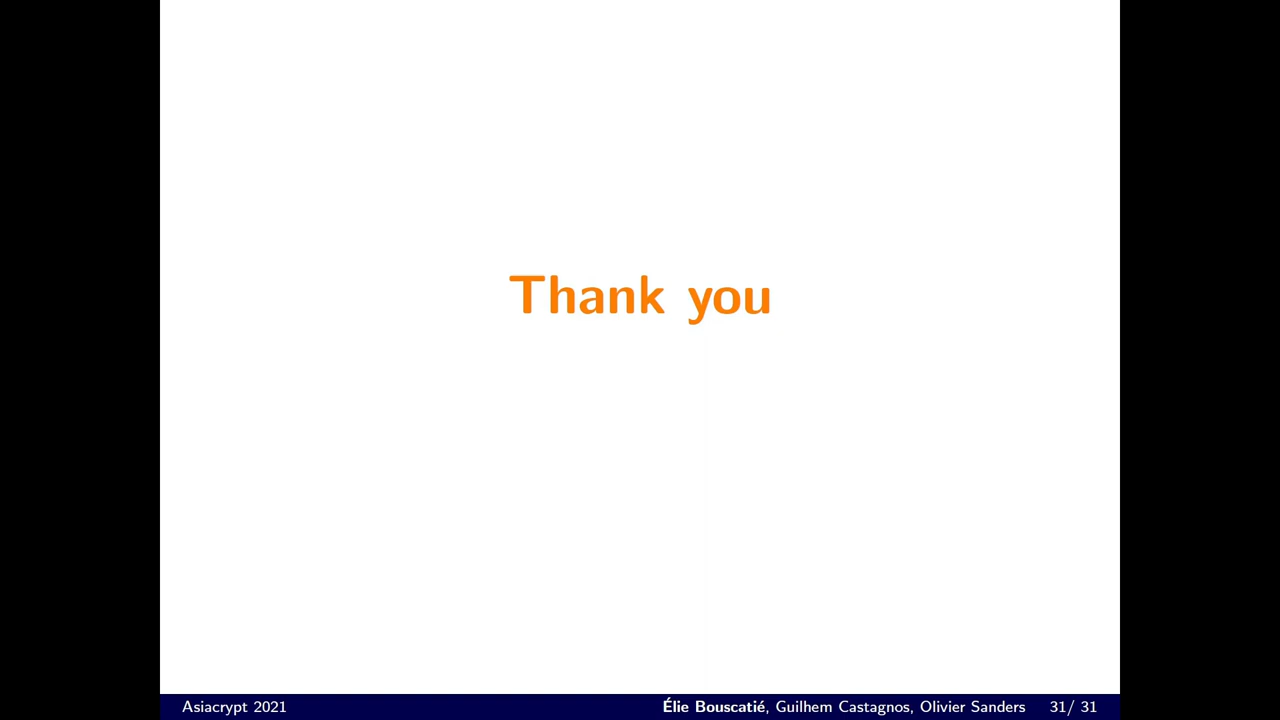 Thank you
Asiacrypt 2021 Élie Bouscatié, Guilhem Castagnos, Olivier Sanders 31/ 31